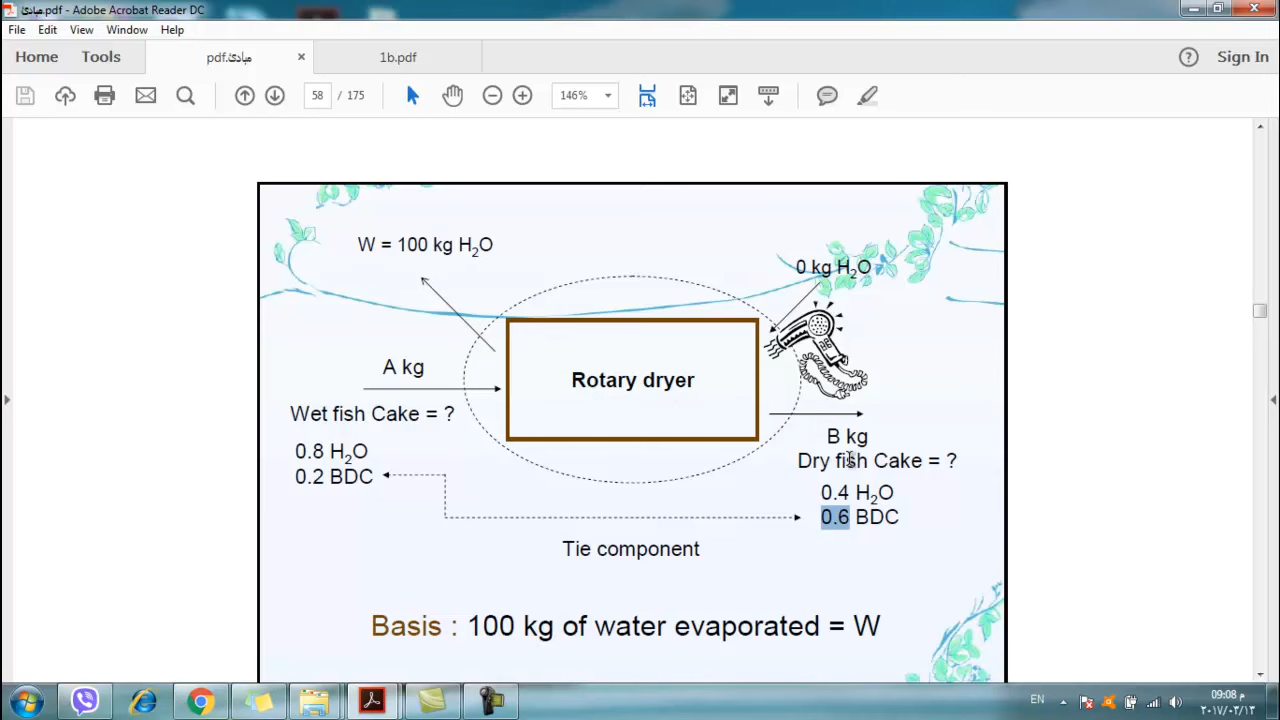 مبادئ.pdf - Adobe Acrobat Reader DC
File Edit View Window Help
Home Tools مبادئ.pdf × 1b.pdf ? Sign In
58 / 175 146%
W = 100 kg H₂O
0 kg H₂O
A kg
Rotary dryer
Wet fish Cake = ?
B kg
0.8 H₂O
Dry fish Cake = ?
0.2 BDC
0.4 H₂O
0.6 BDC
Tie component
Basis : 100 kg of water evaporated = W
EN
09:08 م
٢٠١٧/٠٣/١٣